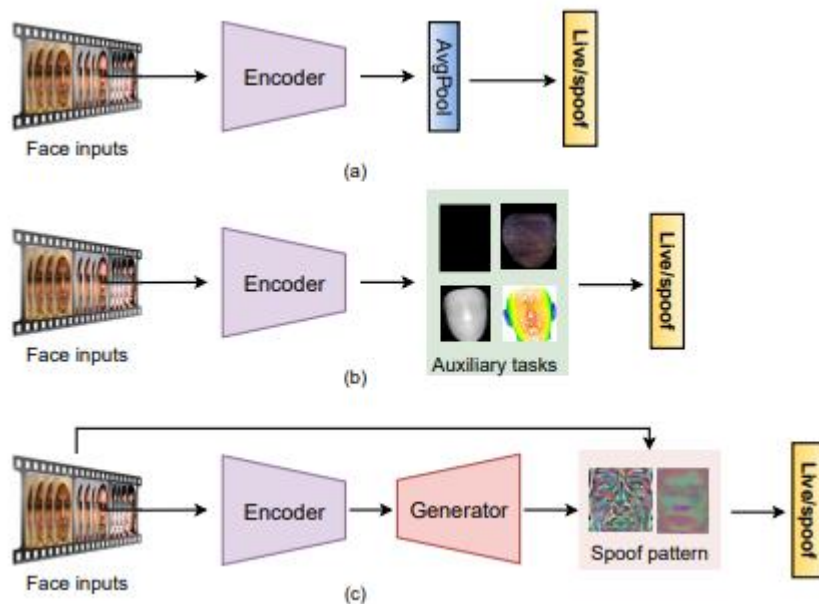 Encoder
AvgPool
Live/spoof
Face inputs
(a)
Encoder
Live/spoof
Face inputs
Auxiliary tasks
(b)
Encoder
Generator
Live/spoof
Spoof pattern
Face inputs
(c)